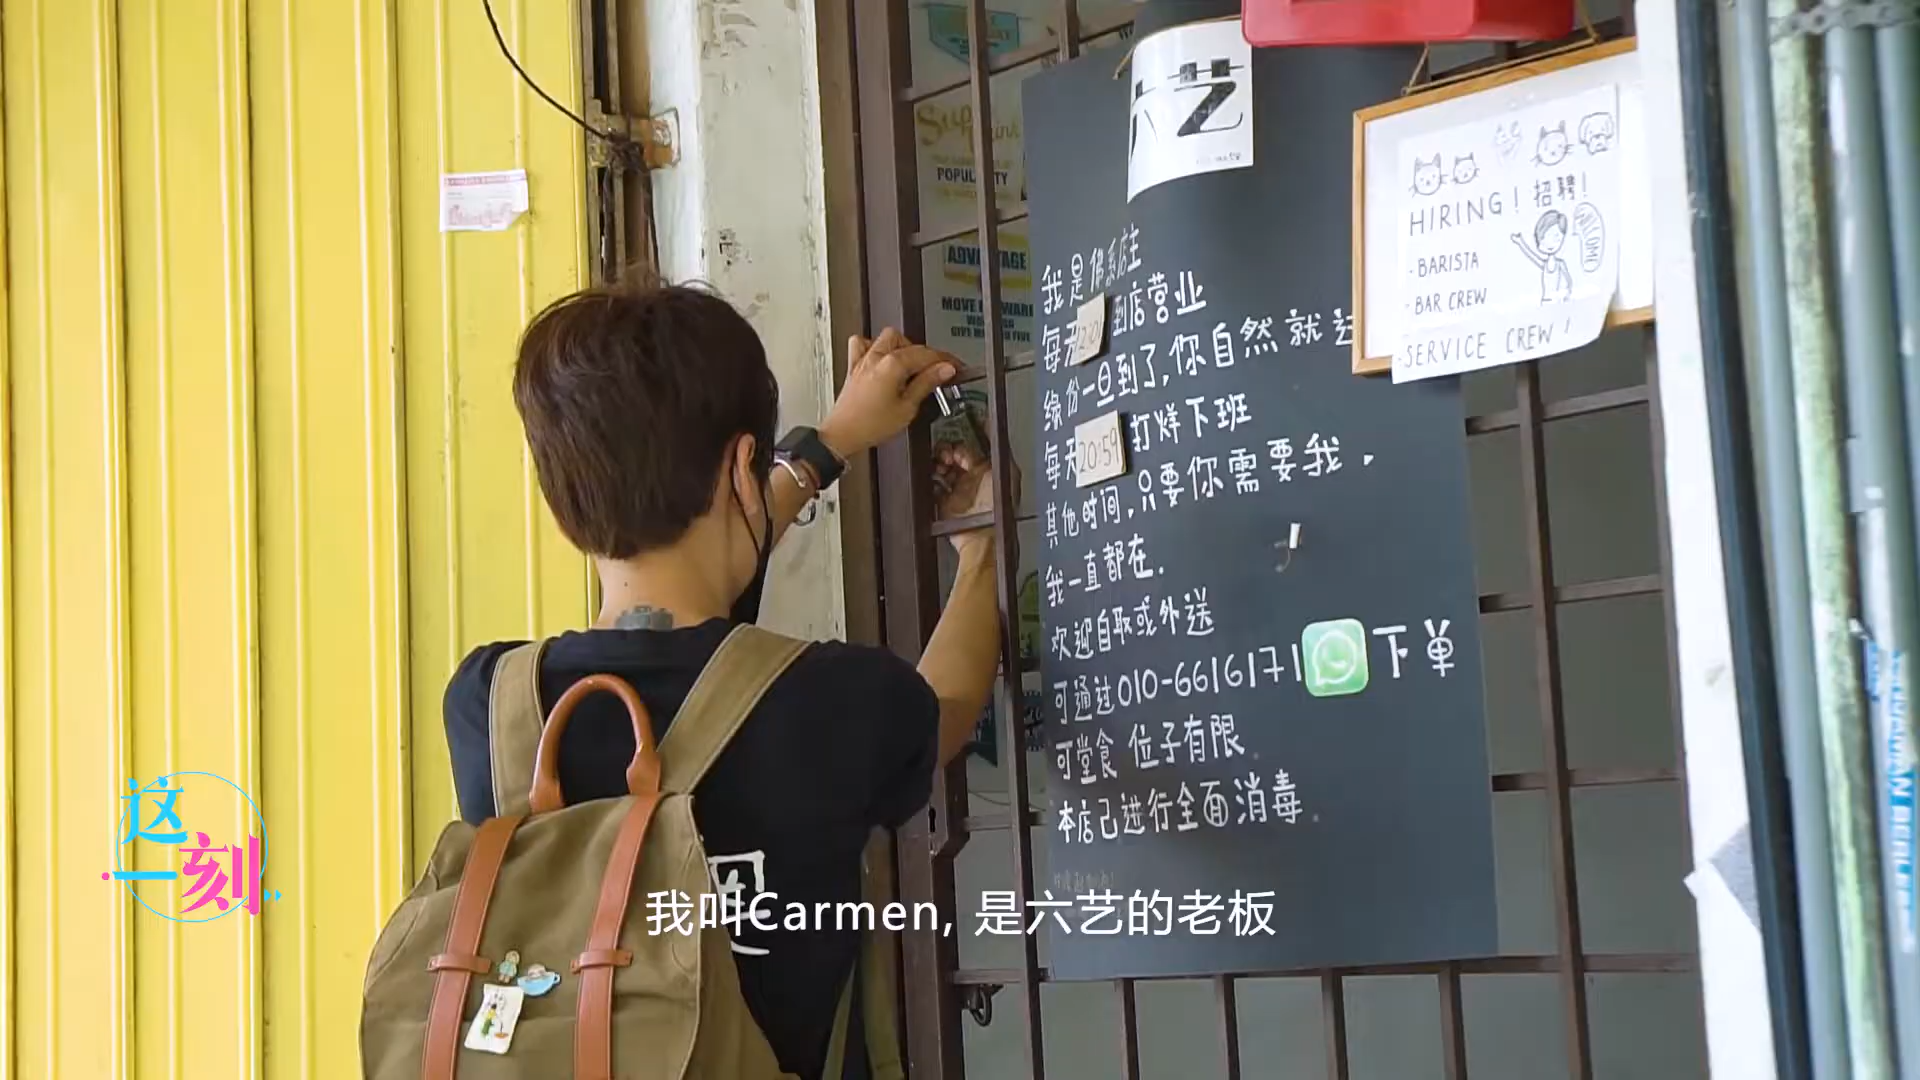 六艺
我是佛系店主
每天12:01到店营业
缘份一旦到了,你自然就
每天20:59打烊下班
其他时间,只要你需要我.
我一直都在.
欢迎自取或外送
可通过010-6616171下单
可堂食 位子有限.
本店已进行全面消毒.
HIRING! 招聘!
- BARISTA
- BAR CREW
- SERVICE CREW!
POPULARITY
ADVANTAGE
这一刻
我叫Carmen, 是六艺的老板